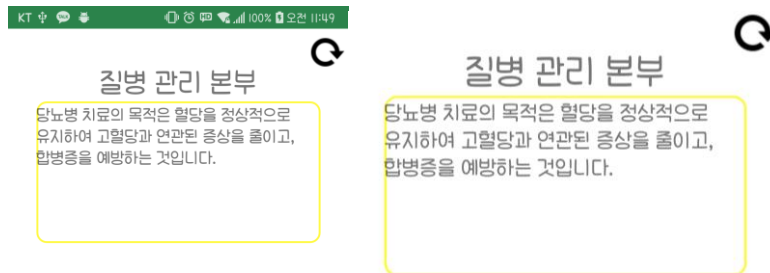 KT 100% 오전 11:49
질병 관리 본부
당뇨병 치료의 목적은 혈당을 정상적으로
유지하여 고혈당과 연관된 증상을 줄이고,
합병증을 예방하는 것입니다.
질병 관리 본부
당뇨병 치료의 목적은 혈당을 정상적으로
유지하여 고혈당과 연관된 증상을 줄이고,
합병증을 예방하는 것입니다.